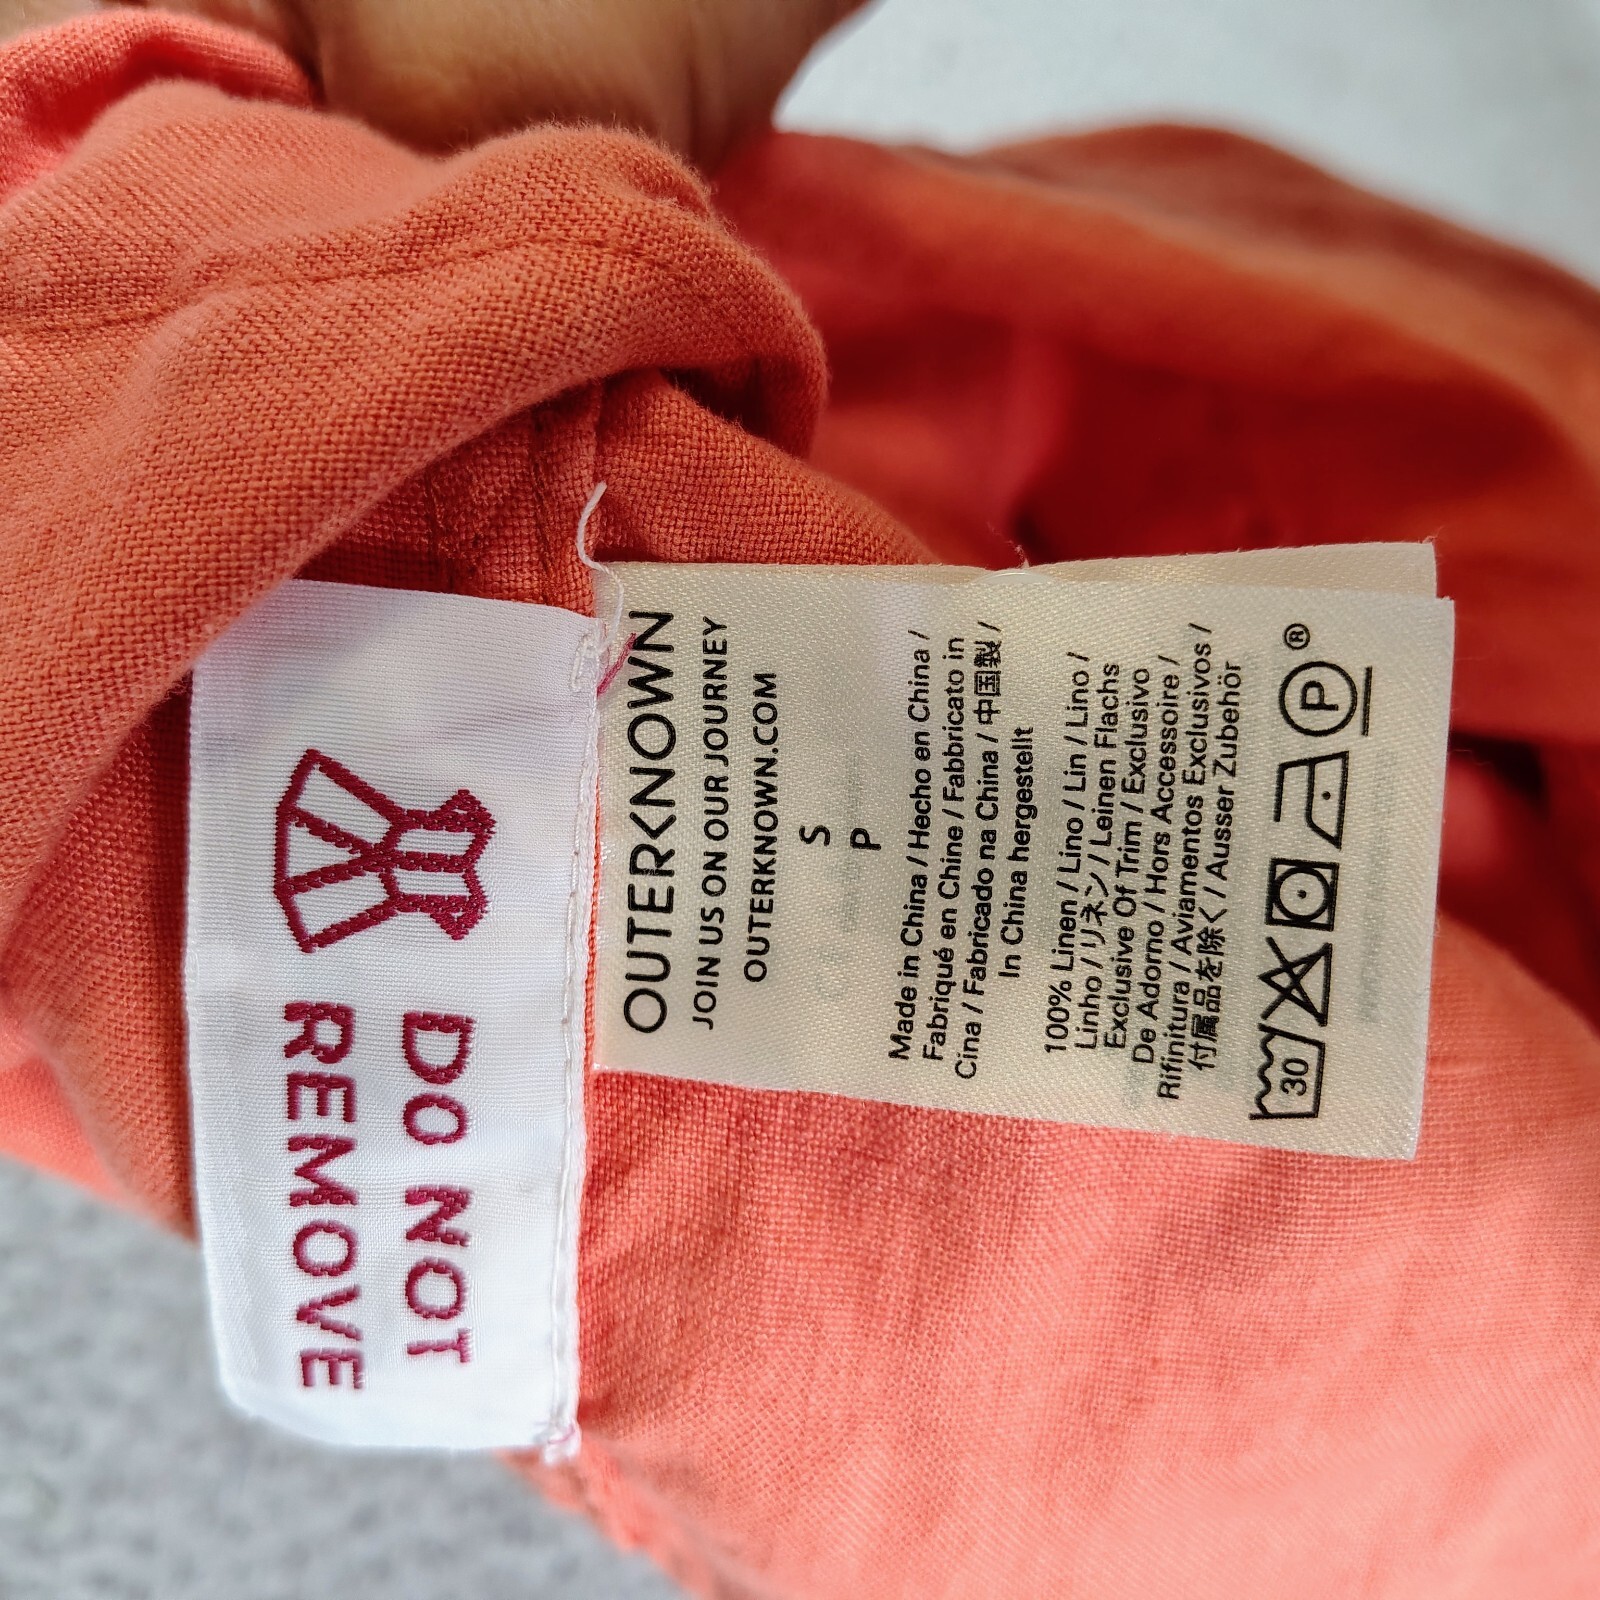 DO NOT
REMOVE
OUTERKNOWN
JOIN US ON OUR JOURNEY
OUTERKNOWN.COM
S
P
Made in China / Hecho en China /
Fabriqué en Chine / Fabbricato in
Cina / Fabricado na China / 中国製 /
In China hergestellt
100% Linen / Lino / Lin / Lino /
Linho / リネン / Leinen Flachs
Exclusive Of Trim / Exclusivo
De Adorno / Hors Accessoire /
Rifinitura / Aviamentos Exclusivos /
付属品を除く / Ausser Zubehör
30 P ®